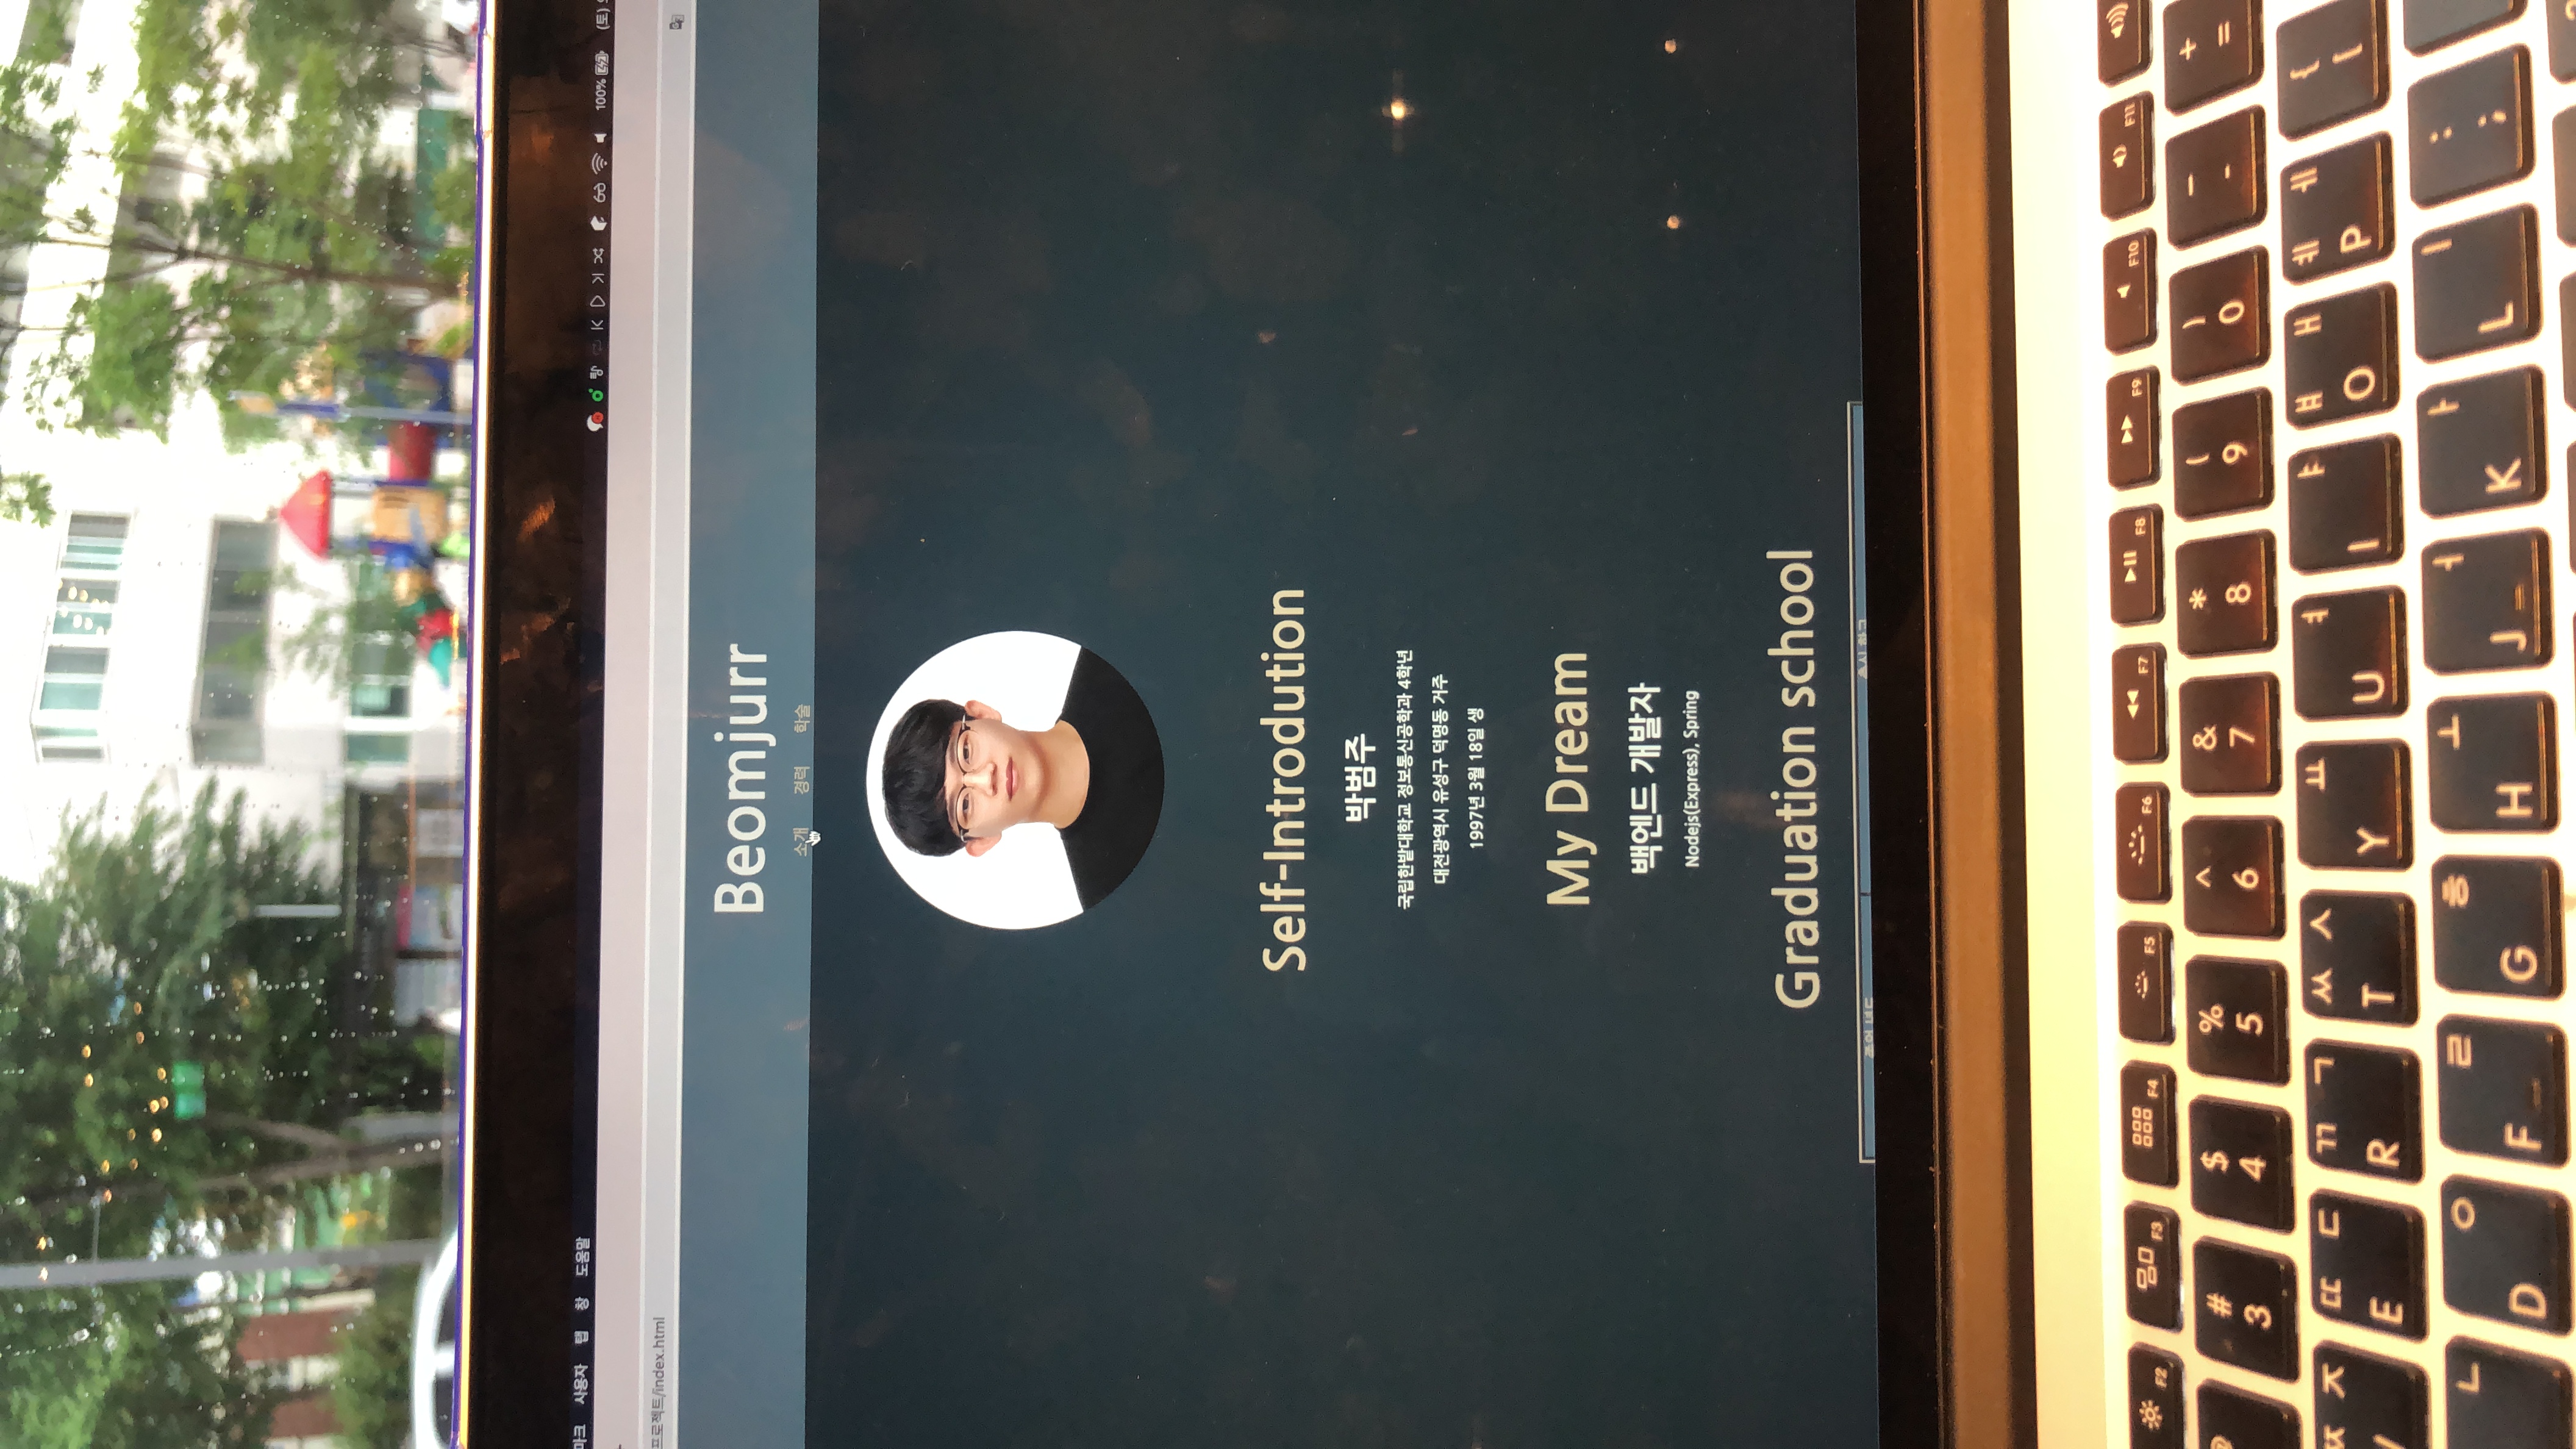 마크 사용자 탭 창 도움말
100% (토)
프로젝트/index.html
Beomjurr
소개 경력 학술
Self-Introdution
박범주
국립한밭대학교 정보통신공학과 4학년
대전광역시 유성구 덕명동 거주
1997년 3월 18일 생
My Dream
백엔드 개발자
Nodejs(Express), Spring
Graduation school
F2 F3 F4 F5 F6 F7 F8 F9 F10 F11
# $ % ^ & * ( ) — +
3 4 5 6 7 8 9 0 - =
ㅉ ㅈ ㄸ ㄷ ㄲ ㄱ ㅆ ㅅ ㅛ ㅕ ㅑ ㅒ ㅐ ㅖ ㅔ {
E R T Y U I O P [
ㄴ ㅇ ㄹ ㅎ ㅗ ㅓ ㅏ ㅣ :
D F G H J K L ;